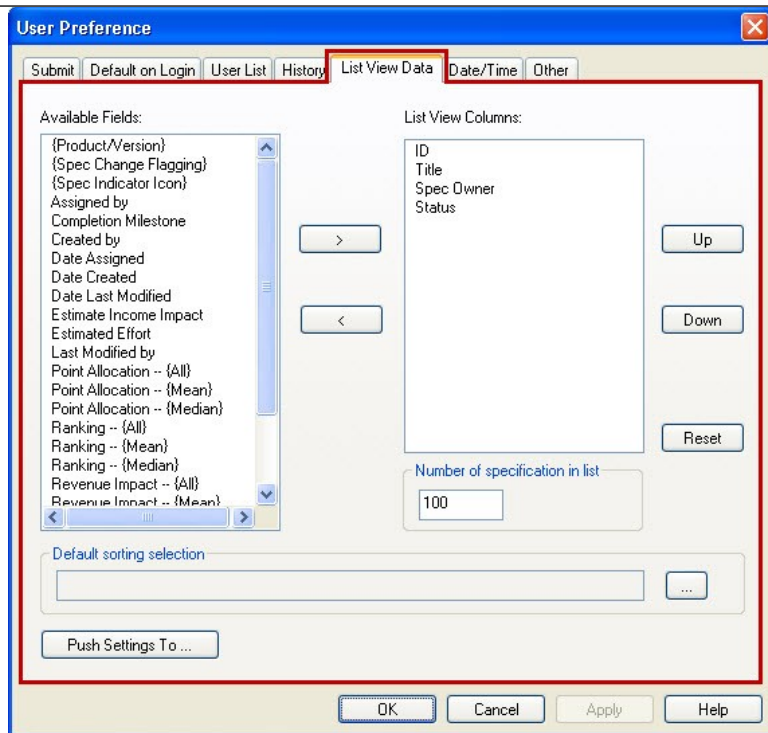 User Preference
Submit Default on Login User List History List View Data Date/Time Other
Available Fields:
{Product/Version}
{Spec Change Flagging}
{Spec Indicator Icon}
Assigned by
Completion Milestone
Created by
Date Assigned
Date Created
Date Last Modified
Estimate Income Impact
Estimated Effort
Last Modified by
Point Allocation -- {All}
Point Allocation -- {Mean}
Point Allocation -- {Median}
Ranking -- {All}
Ranking -- {Mean}
Ranking -- {Median}
Revenue Impact -- {All}
Revenue Impact -- {Mean}
>
<
List View Columns:
ID
Title
Spec Owner
Status
Up
Down
Reset
Number of specification in list
100
Default sorting selection
...
Push Settings To ...
OK Cancel Apply Help